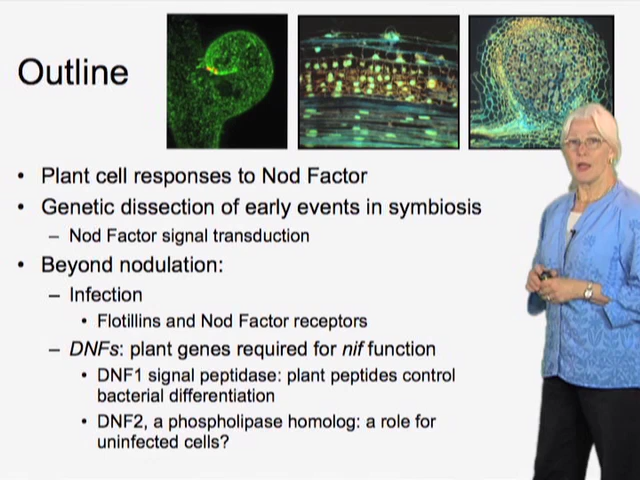 Outline
• Plant cell responses to Nod Factor
• Genetic dissection of early events in symbiosis
– Nod Factor signal transduction
• Beyond nodulation:
– Infection
• Flotillins and Nod Factor receptors
– DNFs: plant genes required for nif function
• DNF1 signal peptidase: plant peptides control
bacterial differentiation
• DNF2, a phospholipase homolog: a role for
uninfected cells?